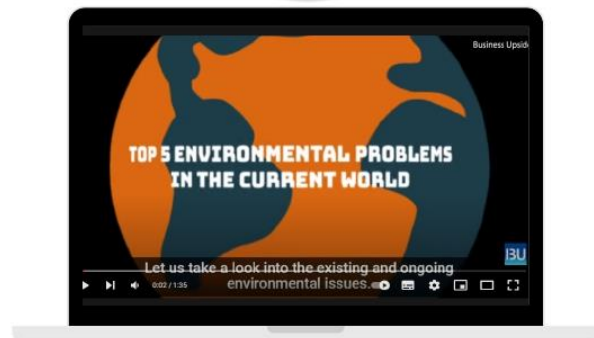 Business Upsid
TOP 5 ENVIRONMENTAL PROBLEMS
IN THE CURRENT WORLD
BU
Let us take a look into the existing and ongoing
environmental issues.
0:02 / 1:35